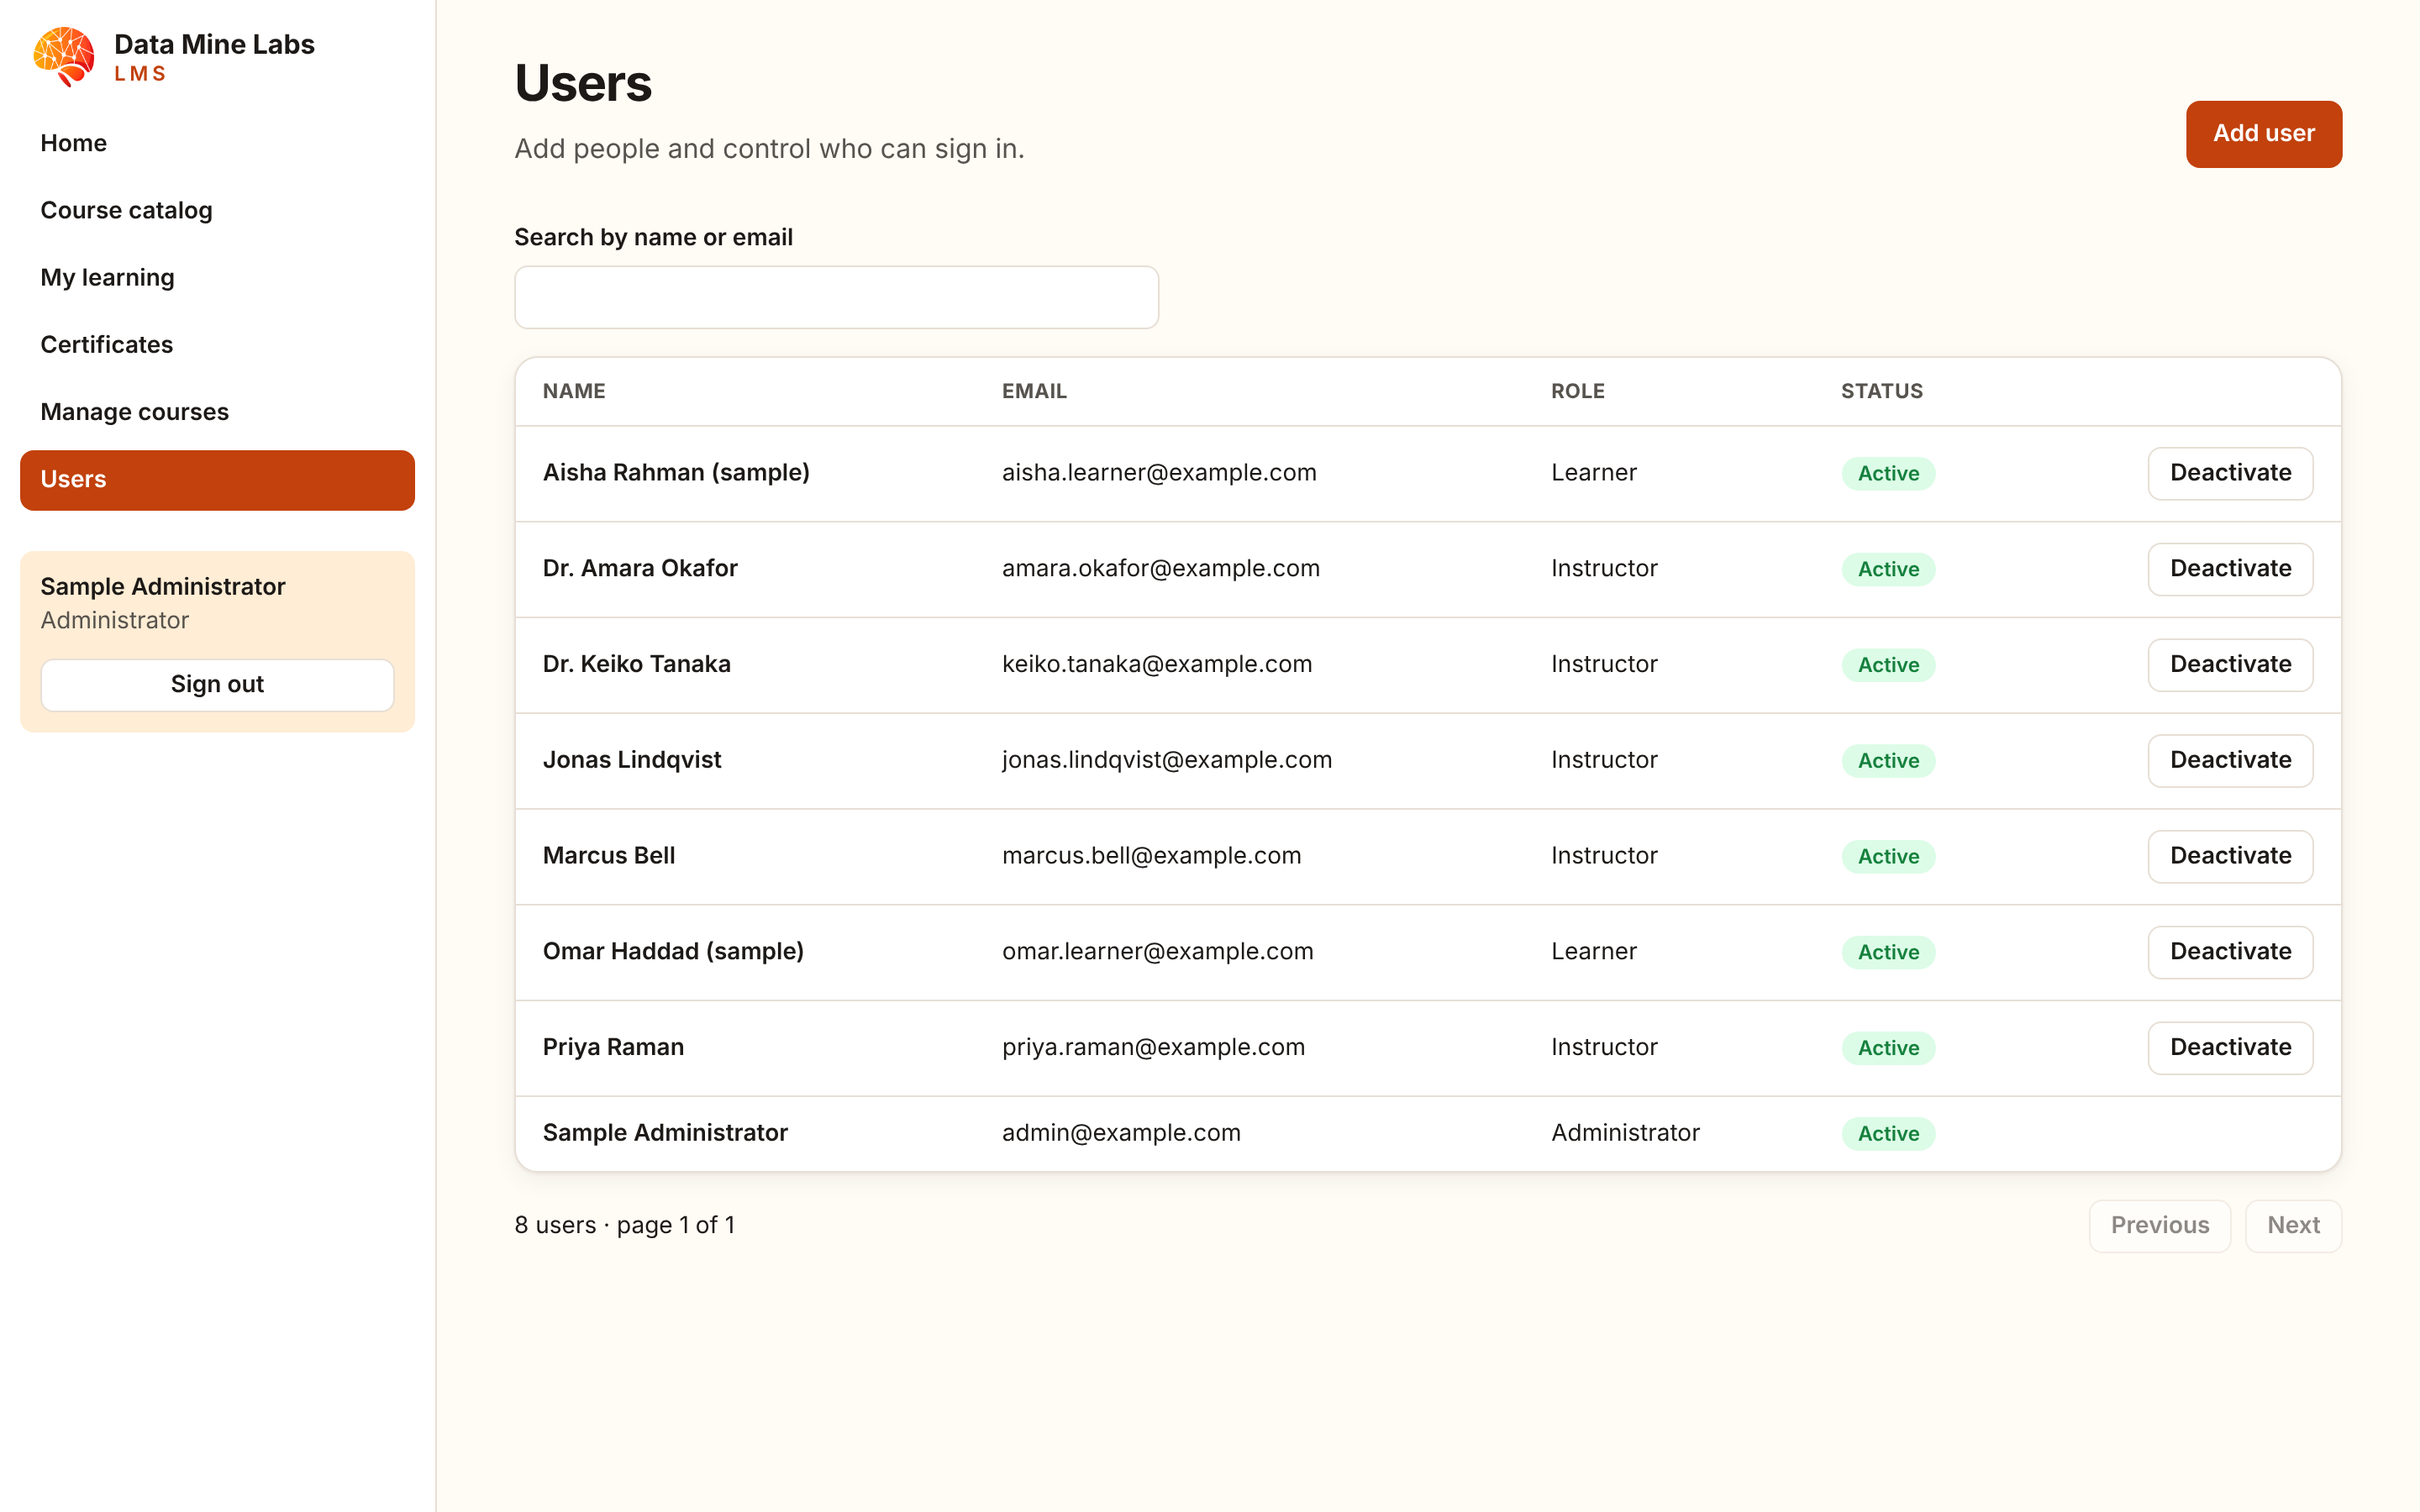 Data Mine Labs
LMS
Home
Course catalog
My learning
Certificates
Manage courses
Users
Sample Administrator
Administrator
Sign out
Users
Add people and control who can sign in.
Add user
Search by name or email
NAME EMAIL ROLE STATUS
Aisha Rahman (sample) aisha.learner@example.com Learner Active Deactivate
Dr. Amara Okafor amara.okafor@example.com Instructor Active Deactivate
Dr. Keiko Tanaka keiko.tanaka@example.com Instructor Active Deactivate
Jonas Lindqvist jonas.lindqvist@example.com Instructor Active Deactivate
Marcus Bell marcus.bell@example.com Instructor Active Deactivate
Omar Haddad (sample) omar.learner@example.com Learner Active Deactivate
Priya Raman priya.raman@example.com Instructor Active Deactivate
Sample Administrator admin@example.com Administrator Active
8 users · page 1 of 1 Previous Next